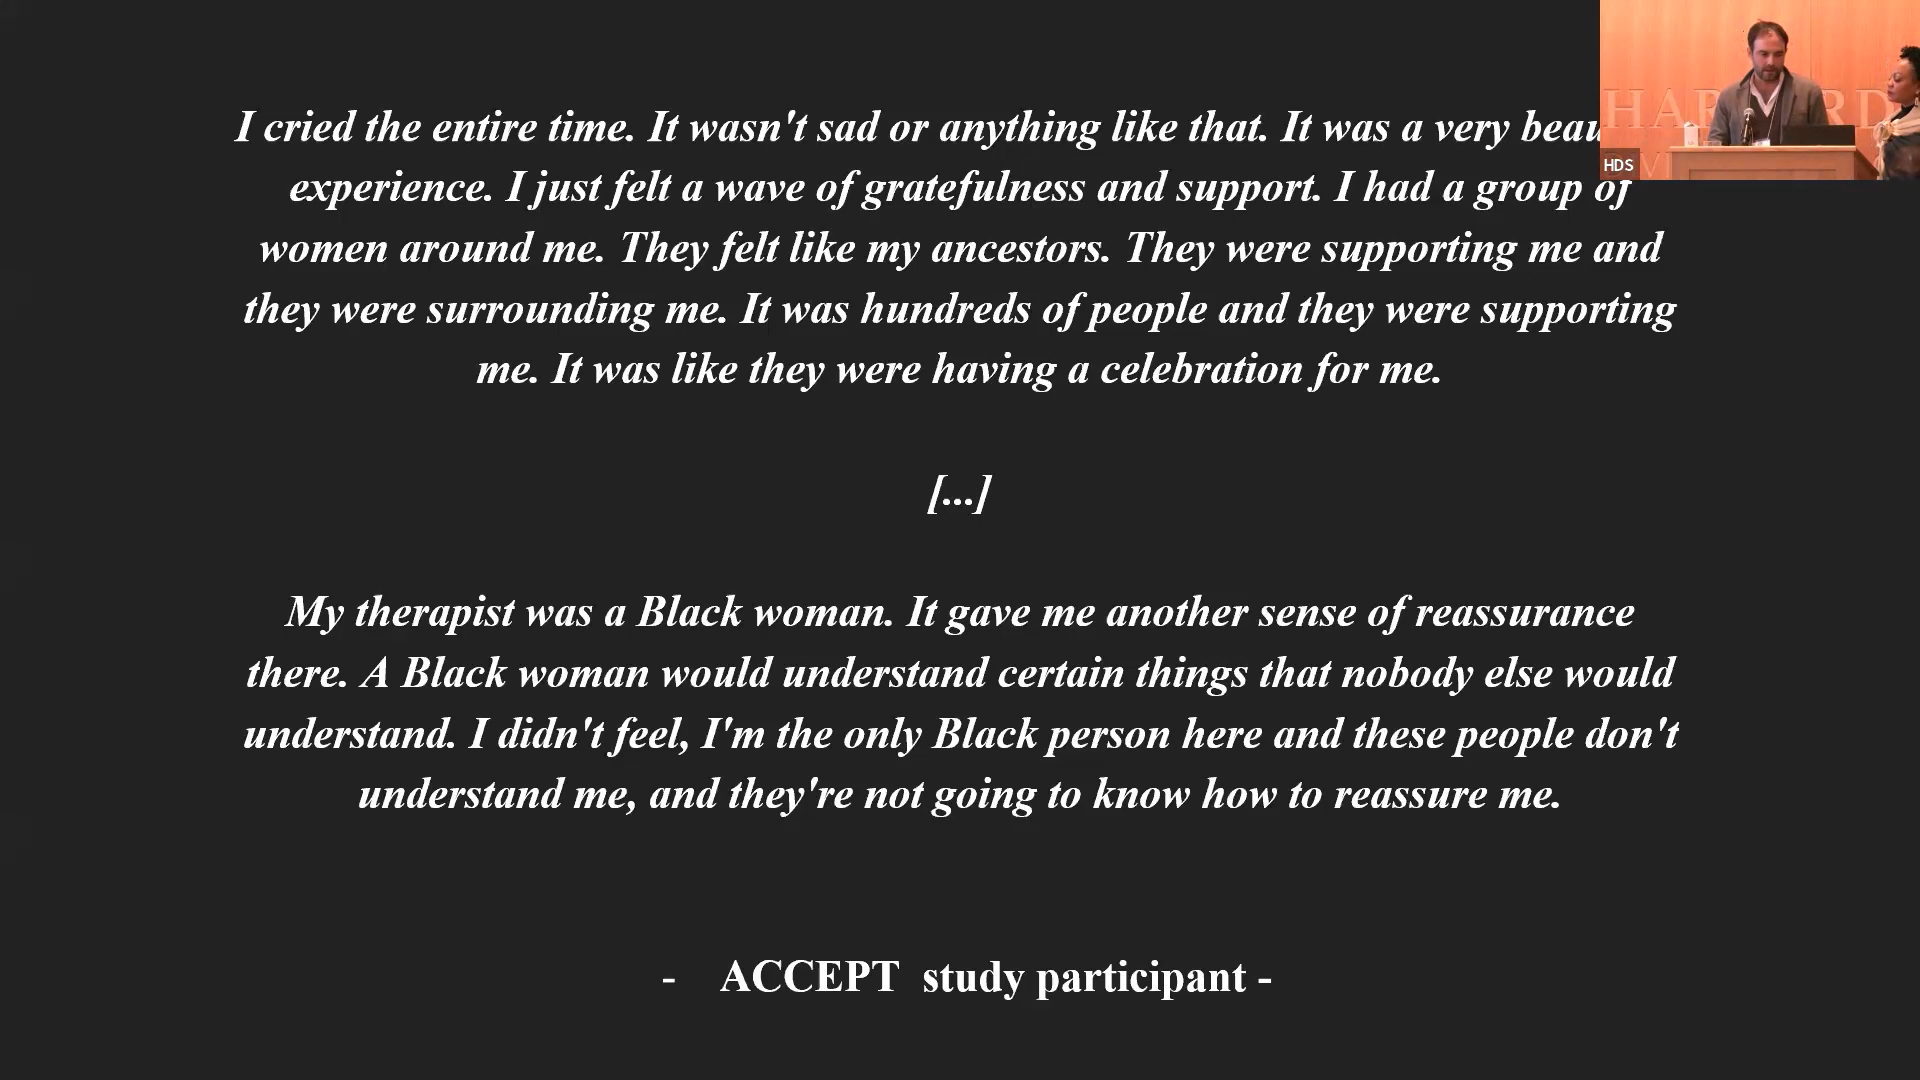 I cried the entire time. It wasn't sad or anything like that. It was a very
experience. I just felt a wave of gratefulness and support. I had a group of
women around me. They felt like my ancestors. They were supporting me and
they were surrounding me. It was hundreds of people and they were supporting
me. It was like they were having a celebration for me.
[...]
My therapist was a Black woman. It gave me another sense of reassurance
there. A Black woman would understand certain things that nobody else would
understand. I didn't feel, I'm the only Black person here and these people don't
understand me, and they're not going to know how to reassure me.
- ACCEPT study participant -
HDS